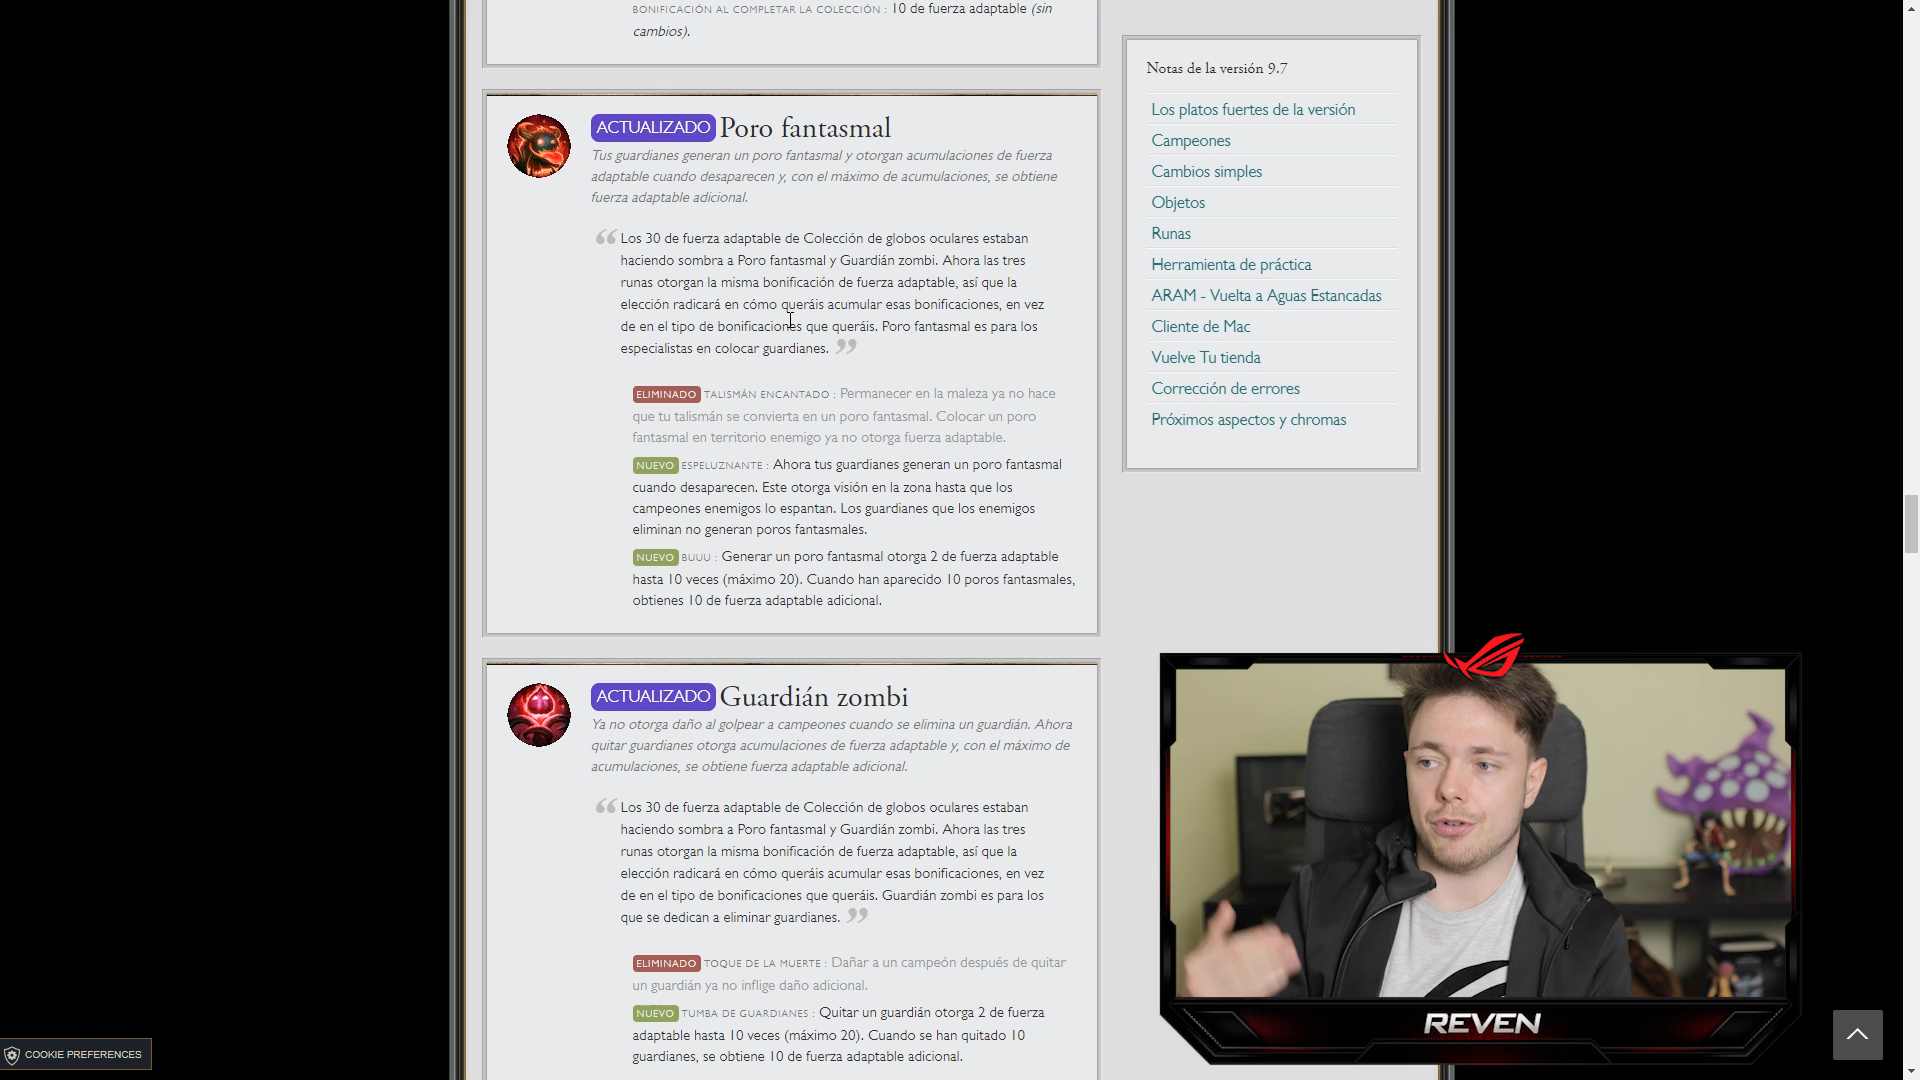 BONIFICACIÓN AL COMPLETAR LA COLECCIÓN : 10 de fuerza adaptable (sin
cambios).
ACTUALIZADO Poro fantasmal
Tus guardianes generan un poro fantasmal y otorgan acumulaciones de fuerza
adaptable cuando desaparecen y, con el máximo de acumulaciones, se obtiene
fuerza adaptable adicional.
“ Los 30 de fuerza adaptable de Colección de globos oculares estaban
haciendo sombra a Poro fantasmal y Guardián zombi. Ahora las tres
runas otorgan la misma bonificación de fuerza adaptable, así que la
elección radicará en cómo queráis acumular esas bonificaciones, en vez
de en el tipo de bonificaciones que queráis. Poro fantasmal es para los
especialistas en colocar guardianes. ”
ELIMINADO TALISMÁN ENCANTADO : Permanecer en la maleza ya no hace
que tu talismán se convierta en un poro fantasmal. Colocar un poro
fantasmal en territorio enemigo ya no otorga fuerza adaptable.
NUEVO ESPELUZNANTE : Ahora tus guardianes generan un poro fantasmal
cuando desaparecen. Este otorga visión en la zona hasta que los
campeones enemigos lo espantan. Los guardianes que los enemigos
eliminan no generan poros fantasmales.
NUEVO BUUU : Generar un poro fantasmal otorga 2 de fuerza adaptable
hasta 10 veces (máximo 20). Cuando han aparecido 10 poros fantasmales,
obtienes 10 de fuerza adaptable adicional.
ACTUALIZADO Guardián zombi
Ya no otorga daño al golpear a campeones cuando se elimina un guardián. Ahora
quitar guardianes otorga acumulaciones de fuerza adaptable y, con el máximo de
acumulaciones, se obtiene fuerza adaptable adicional.
“ Los 30 de fuerza adaptable de Colección de globos oculares estaban
haciendo sombra a Poro fantasmal y Guardián zombi. Ahora las tres
runas otorgan la misma bonificación de fuerza adaptable, así que la
elección radicará en cómo queráis acumular esas bonificaciones, en vez
de en el tipo de bonificaciones que queráis. Guardián zombi es para los
que se dedican a eliminar guardianes. ”
ELIMINADO TOQUE DE LA MUERTE : Dañar a un campeón después de quitar
un guardián ya no inflige daño adicional.
NUEVO TUMBA DE GUARDIANES : Quitar un guardián otorga 2 de fuerza
adaptable hasta 10 veces (máximo 20). Cuando se han quitado 10
guardianes, se obtiene 10 de fuerza adaptable adicional.
Notas de la versión 9.7
Los platos fuertes de la versión
Campeones
Cambios simples
Objetos
Runas
Herramienta de práctica
ARAM - Vuelta a Aguas Estancadas
Cliente de Mac
Vuelve Tu tienda
Corrección de errores
Próximos aspectos y chromas
REVEN
COOKIE PREFERENCES